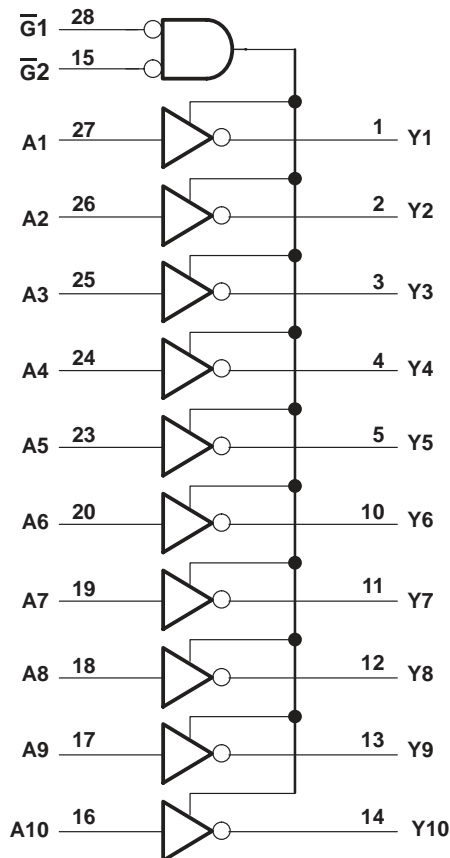 G̅1 28
G̅2 15
A1 27 1 Y1
A2 26 2 Y2
A3 25 3 Y3
A4 24 4 Y4
A5 23 5 Y5
A6 20 10 Y6
A7 19 11 Y7
A8 18 12 Y8
A9 17 13 Y9
A10 16 14 Y10